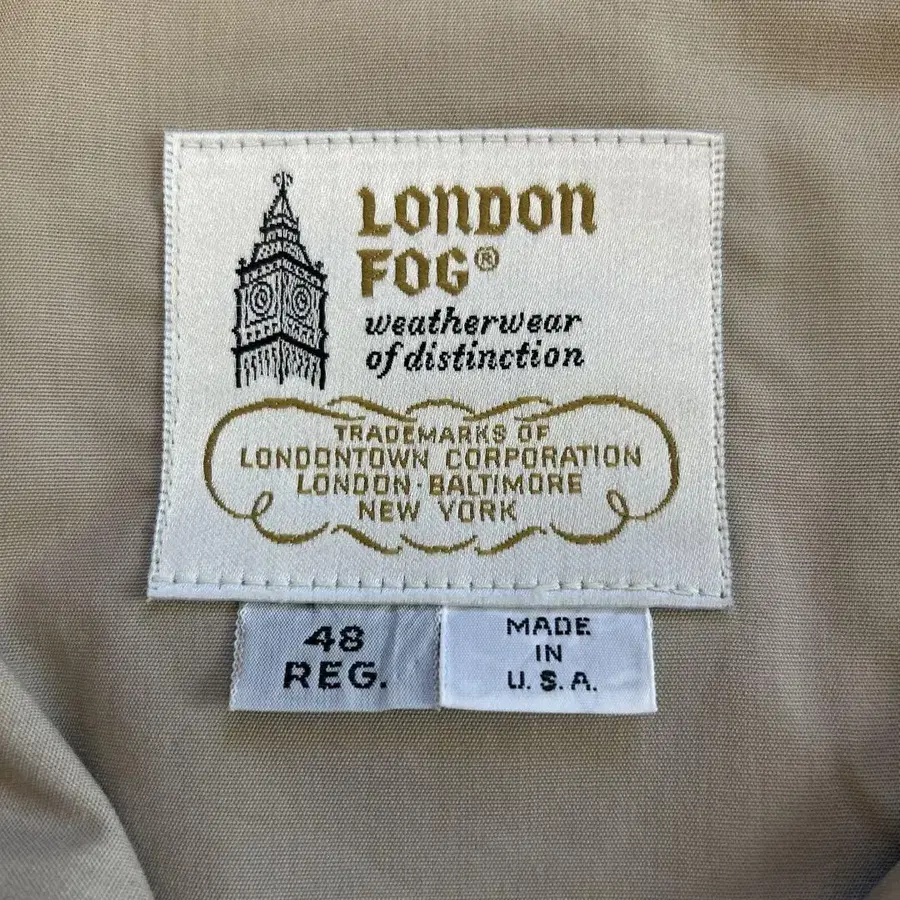 LONDON
FOG®
weatherwear
of distinction
TRADEMARKS OF
LONDONTOWN CORPORATION
LONDON·BALTIMORE
NEW YORK
48
REG.
MADE
IN
U.S.A.